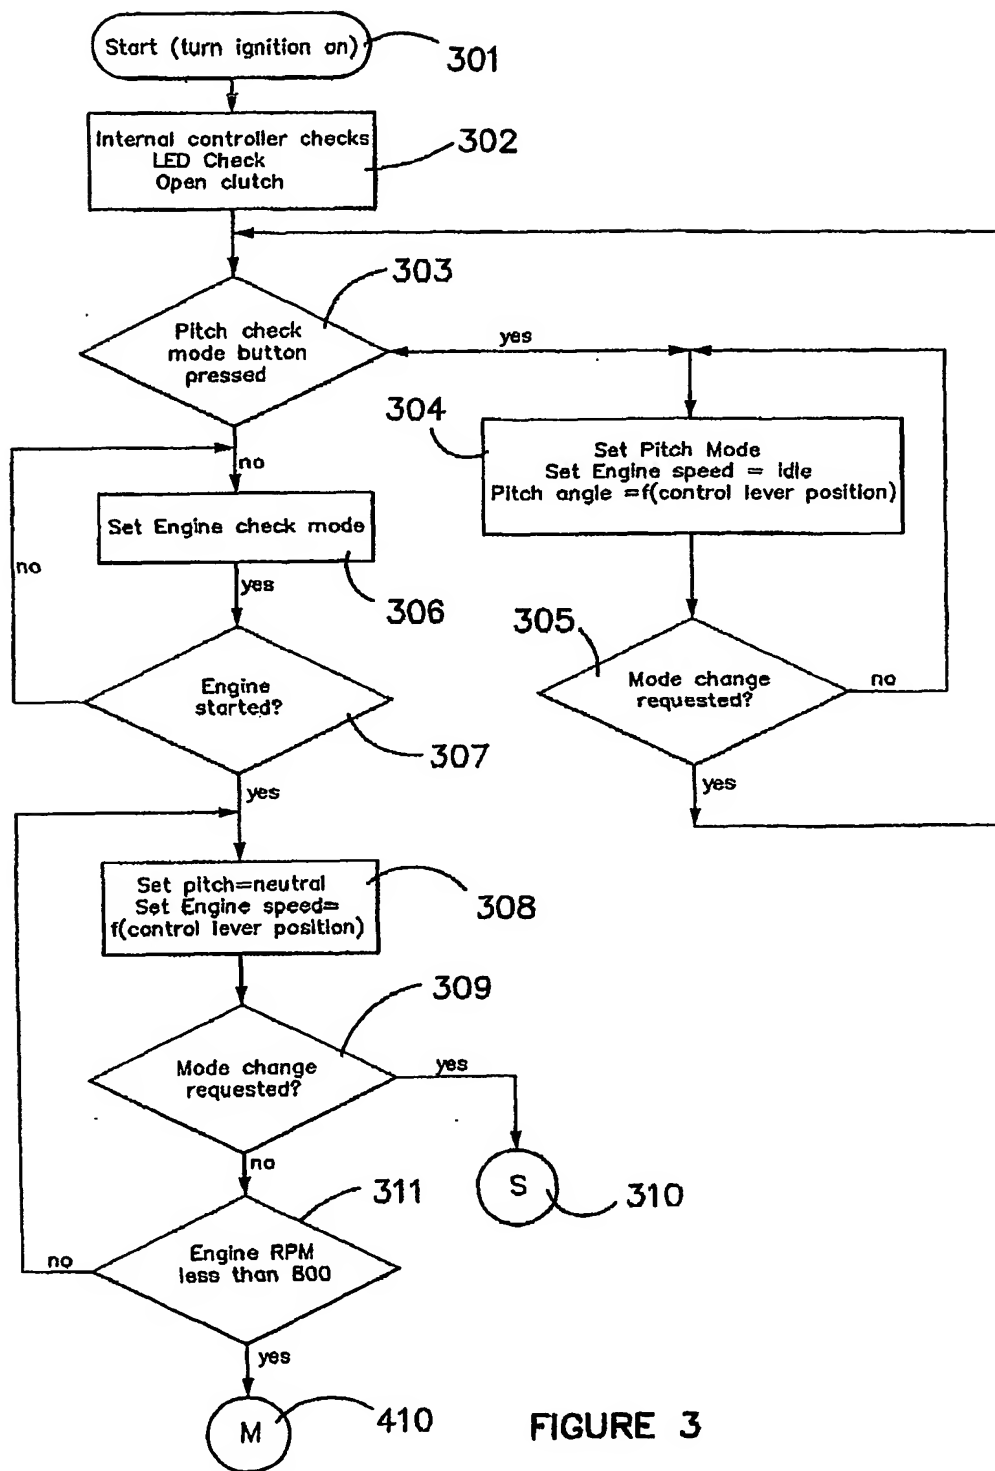 Start (turn ignition on)
301
Internal controller checks
LED Check
Open clutch
302
303
Pitch check
mode button
pressed
yes
304
Set Pitch Mode
Set Engine speed = idle
Pitch angle =f(control lever position)
no
Set Engine check mode
no
306
yes
305
Mode change
requested?
no
Engine
started?
307
yes
yes
Set pitch=neutral
Set Engine speed=
f(control lever position)
308
309
Mode change
requested?
yes
no
S
310
311
Engine RPM
less than 800
no
yes
M
410
FIGURE 3